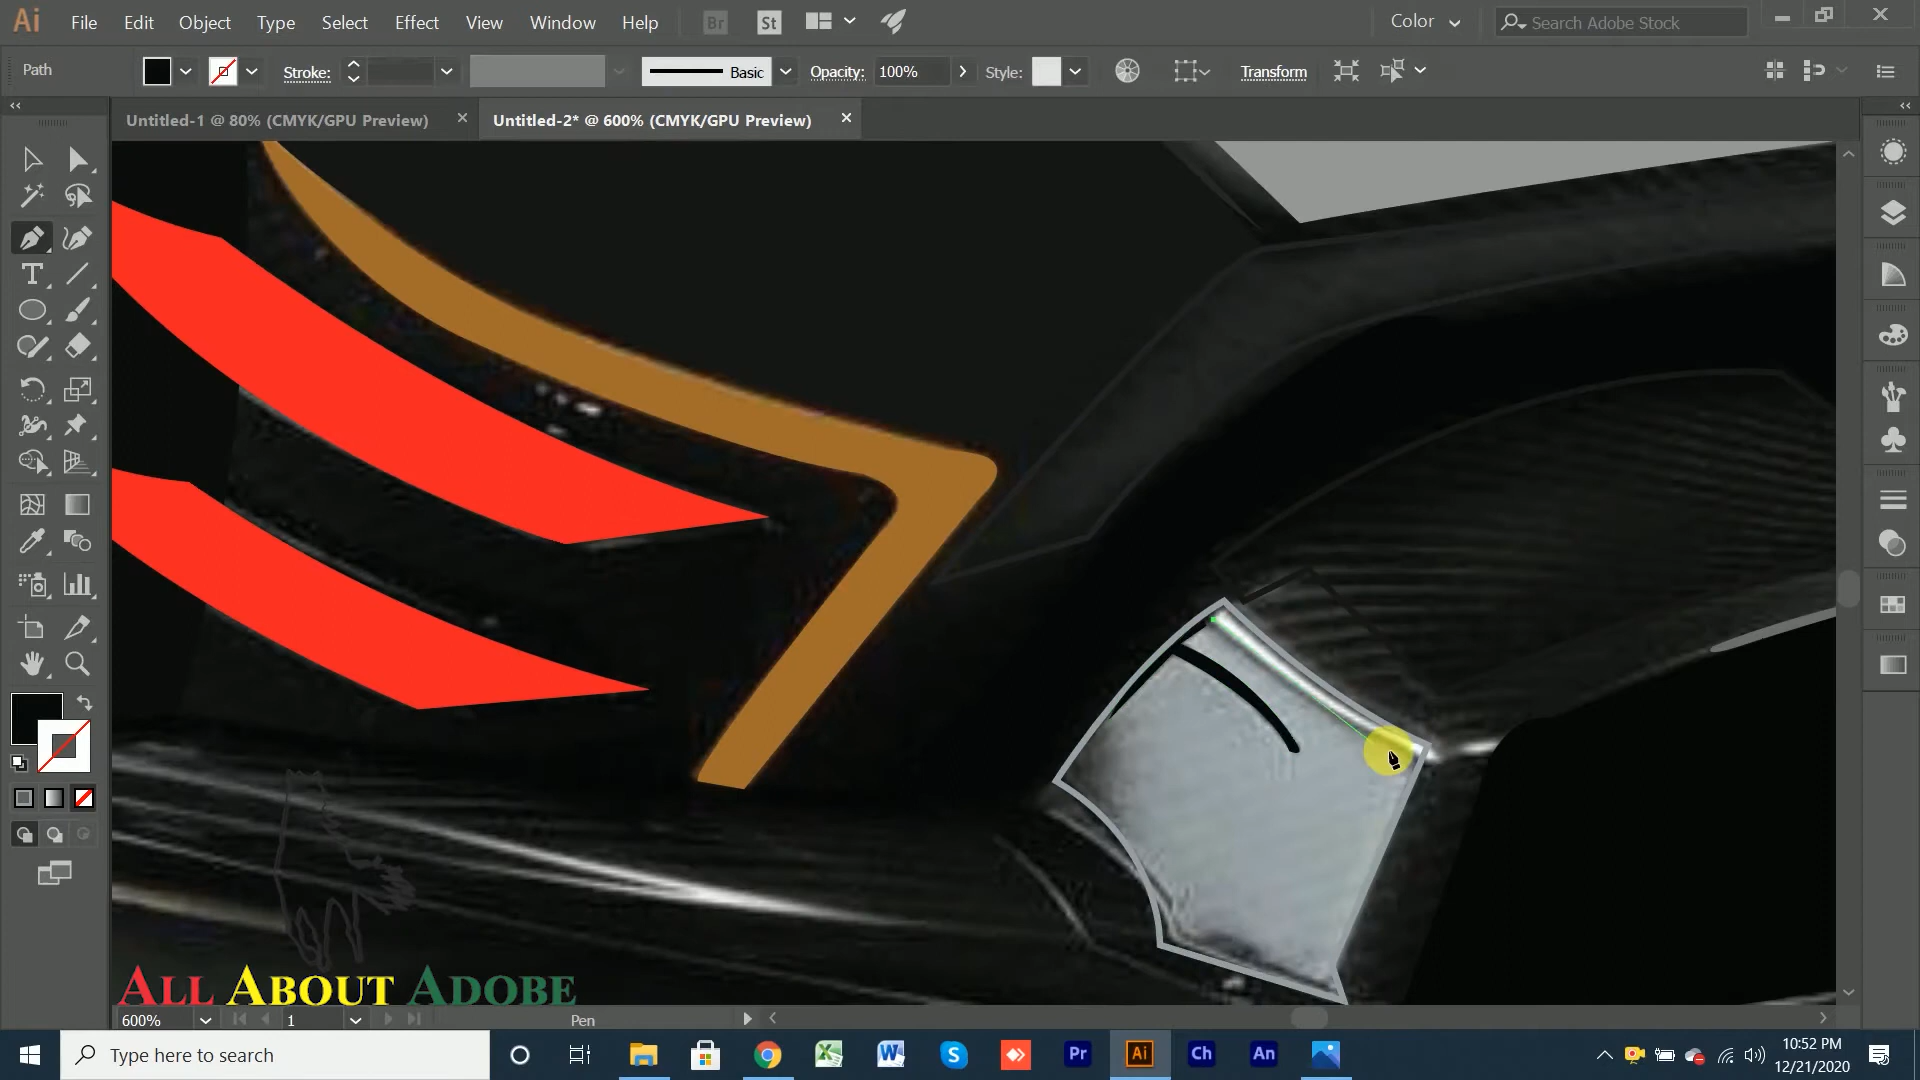 Ai File Edit Object Type Select Effect View Window Help Br St Color Search Adobe Stock
Path Stroke: Basic Opacity: 100% Style: Transform
Untitled-1 @ 80% (CMYK/GPU Preview) Untitled-2* @ 600% (CMYK/GPU Preview)
ALL ABOUT ADOBE
600% 1 Pen
Type here to search Pr Ai Ch An 10:52 PM
12/21/2020